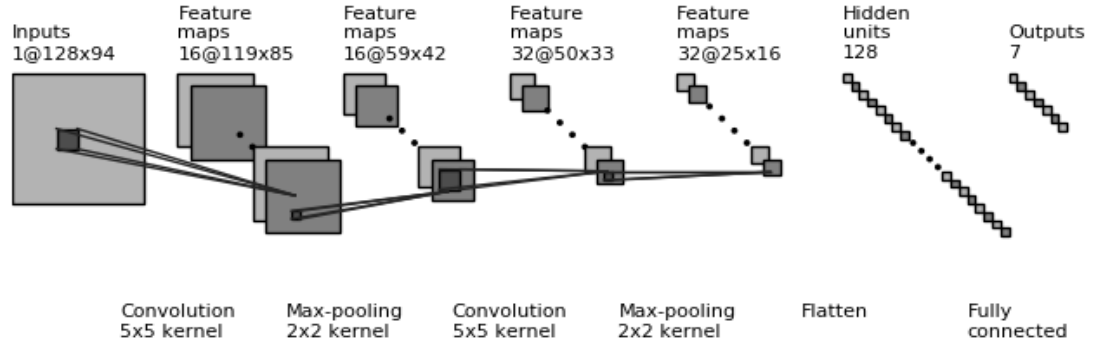 Inputs
1@128x94
Feature
maps
16@119x85
Feature
maps
16@59x42
Feature
maps
32@50x33
Feature
maps
32@25x16
Hidden
units
128
Outputs
7
Convolution
5x5 kernel
Max-pooling
2x2 kernel
Convolution
5x5 kernel
Max-pooling
2x2 kernel
Flatten
Fully
connected